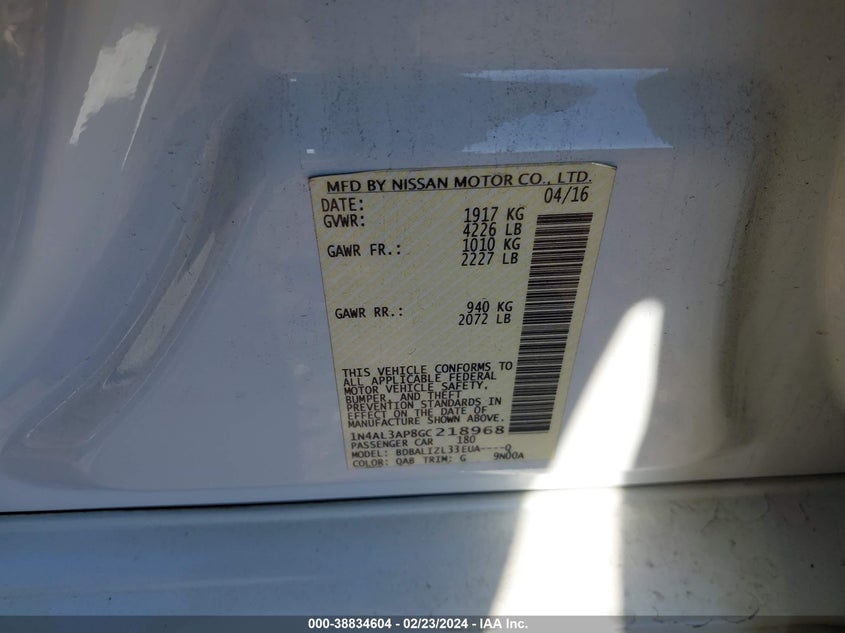 MFD BY NISSAN MOTOR CO., LTD.
DATE: 04/16
GVWR: 1917 KG
4226 LB
GAWR FR.: 1010 KG
2227 LB
GAWR RR.: 940 KG
2072 LB
THIS VEHICLE CONFORMS TO
ALL APPLICABLE FEDERAL
MOTOR VEHICLE SAFETY,
BUMPER, AND THEFT
PREVENTION STANDARDS IN
EFFECT ON THE DATE OF
MANUFACTURE SHOWN ABOVE.
1N4AL3AP8GC218968
PASSENGER CAR 180
MODEL: BDBALIZL33EUA----Q
COLOR: QAB TRIM: G 9N00A
000-38834604 — 02/23/2024 — IAA Inc.